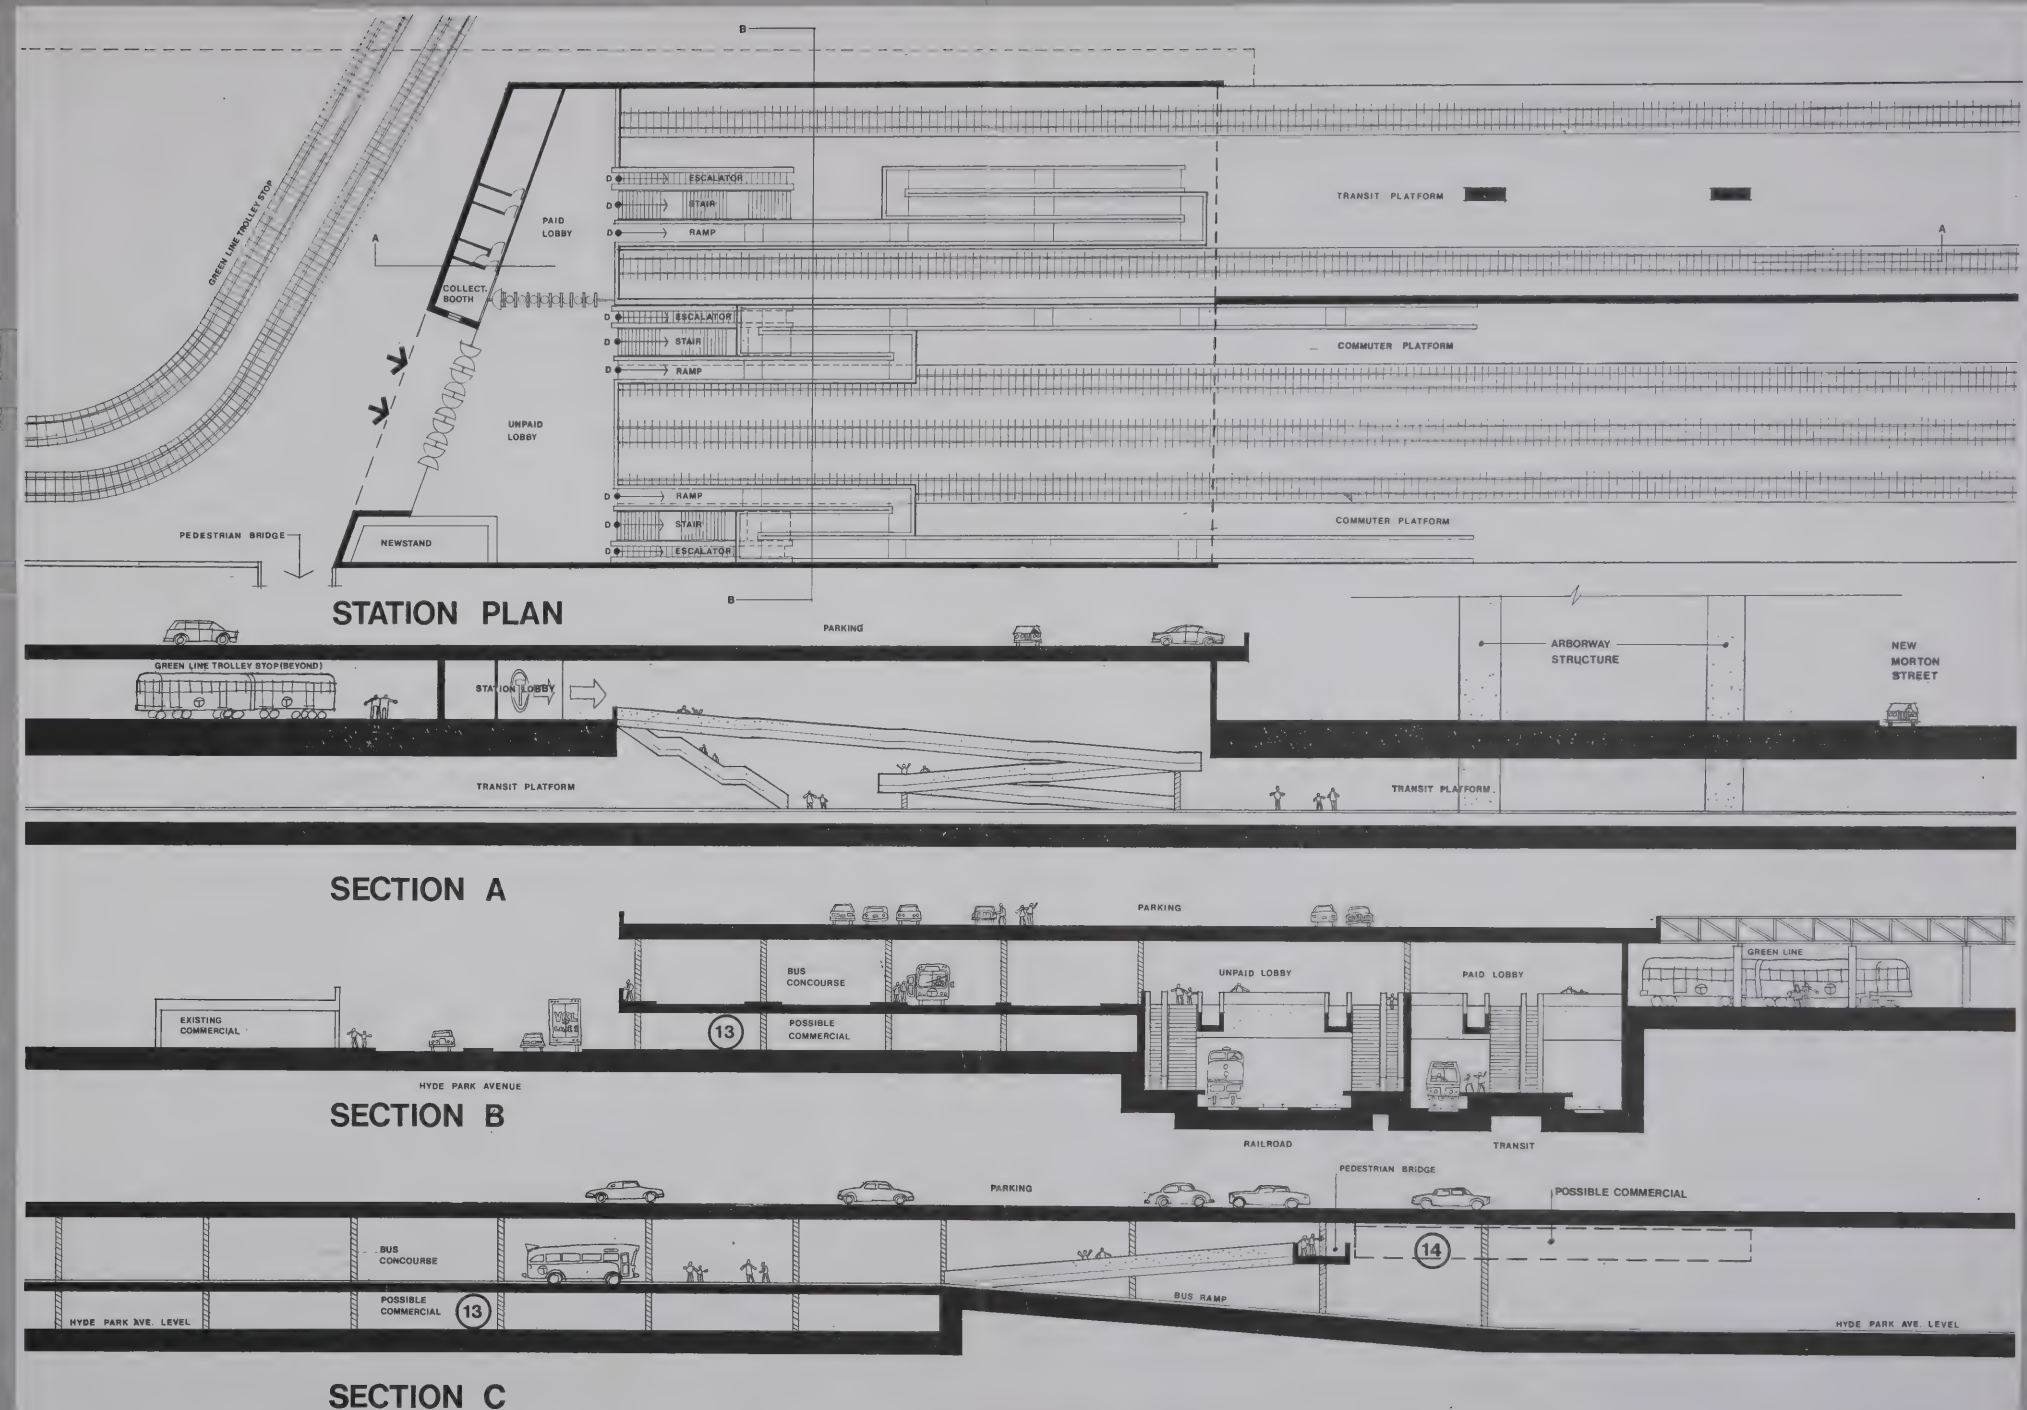 B
GREEN LINE TROLLEY STOP
D
ESCALATOR
D
STAIR
D
RAMP
PAID
LOBBY
TRANSIT PLATFORM
A
A
COLLECT.
BOOTH
D
ESCALATOR
D
STAIR
COMMUTER PLATFORM
D
RAMP
UNPAID
LOBBY
D
RAMP
D
STAIR
COMMUTER PLATFORM
PEDESTRIAN BRIDGE
NEWSTAND
D
ESCALATOR
B
STATION PLAN
PARKING
ARBORWAY
STRUCTURE
NEW
MORTON
STREET
GREEN LINE TROLLEY STOP (BEYOND)
T
T
STATION LOBBY
TRANSIT PLATFORM
TRANSIT PLATFORM
SECTION A
PARKING
BUS
CONCOURSE
UNPAID LOBBY
PAID LOBBY
GREEN LINE
T
T
EXISTING
COMMERCIAL
13
POSSIBLE
COMMERCIAL
HYDE PARK AVENUE
SECTION B
RAILROAD
TRANSIT
PEDESTRIAN BRIDGE
PARKING
POSSIBLE COMMERCIAL
BUS
CONCOURSE
14
POSSIBLE
COMMERCIAL
13
BUS RAMP
HYDE PARK AVE. LEVEL
HYDE PARK AVE. LEVEL
SECTION C